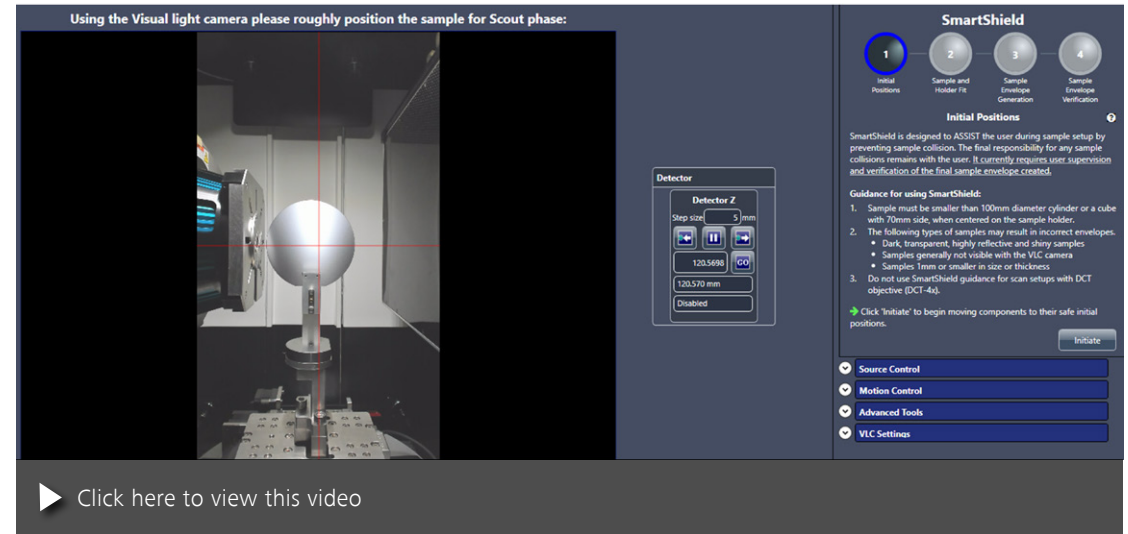 Using the Visual light camera please roughly position the sample for Scout phase:
Detector
Detector Z
Step size 5 mm
120.5698 GO
120.570 mm
Disabled
SmartShield
1 2 3 4
Initial Positions
Sample and Holder Fit
Sample Envelope Generation
Sample Envelope Verification
Initial Positions ?
SmartShield is designed to ASSIST the user during sample setup by
preventing sample collision. The final responsibility for any sample
collisions remains with the user. It currently requires user supervision
and verification of the final sample envelope created.
Guidance for using SmartShield:
1. Sample must be smaller than 100mm diameter cylinder or a cube
with 70mm side, when centered on the sample holder.
2. The following types of samples may result in incorrect envelopes.
• Dark, transparent, highly reflective and shiny samples
• Samples generally not visible with the VLC camera
• Samples 1mm or smaller in size or thickness
3. Do not use SmartShield guidance for scan setups with DCT
objective (DCT-4x).
Click 'Initiate' to begin moving components to their safe initial
positions.
Initiate
Source Control
Motion Control
Advanced Tools
VLC Settings
Click here to view this video